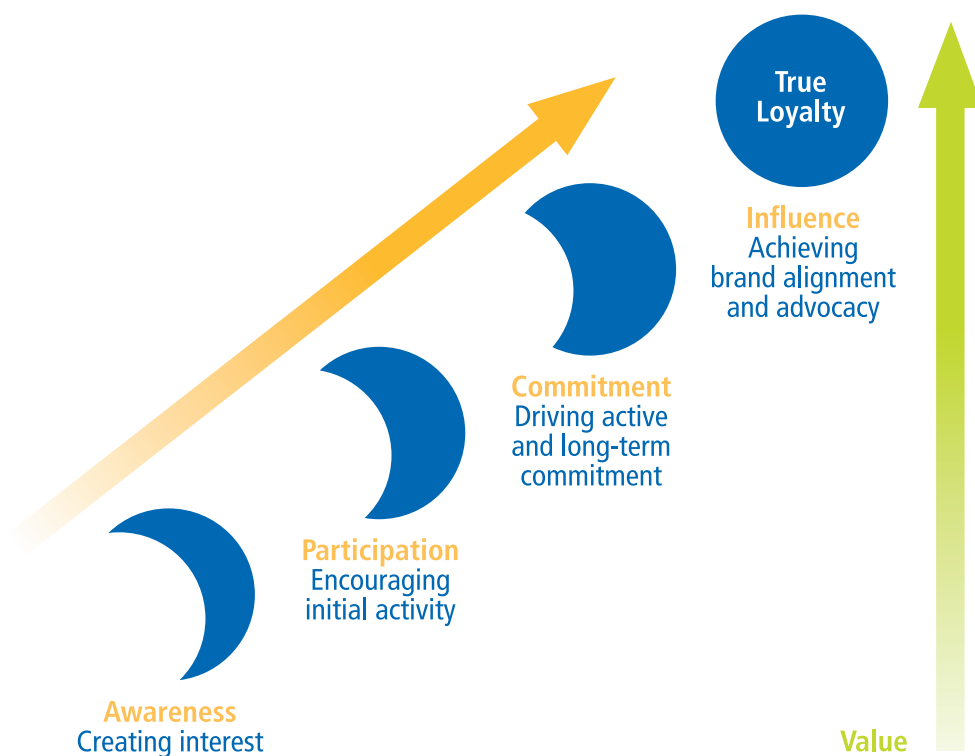 True
Loyalty
Influence
Achieving
brand alignment
and advocacy
Commitment
Driving active
and long-term
commitment
Participation
Encouraging
initial activity
Awareness
Creating interest
Value